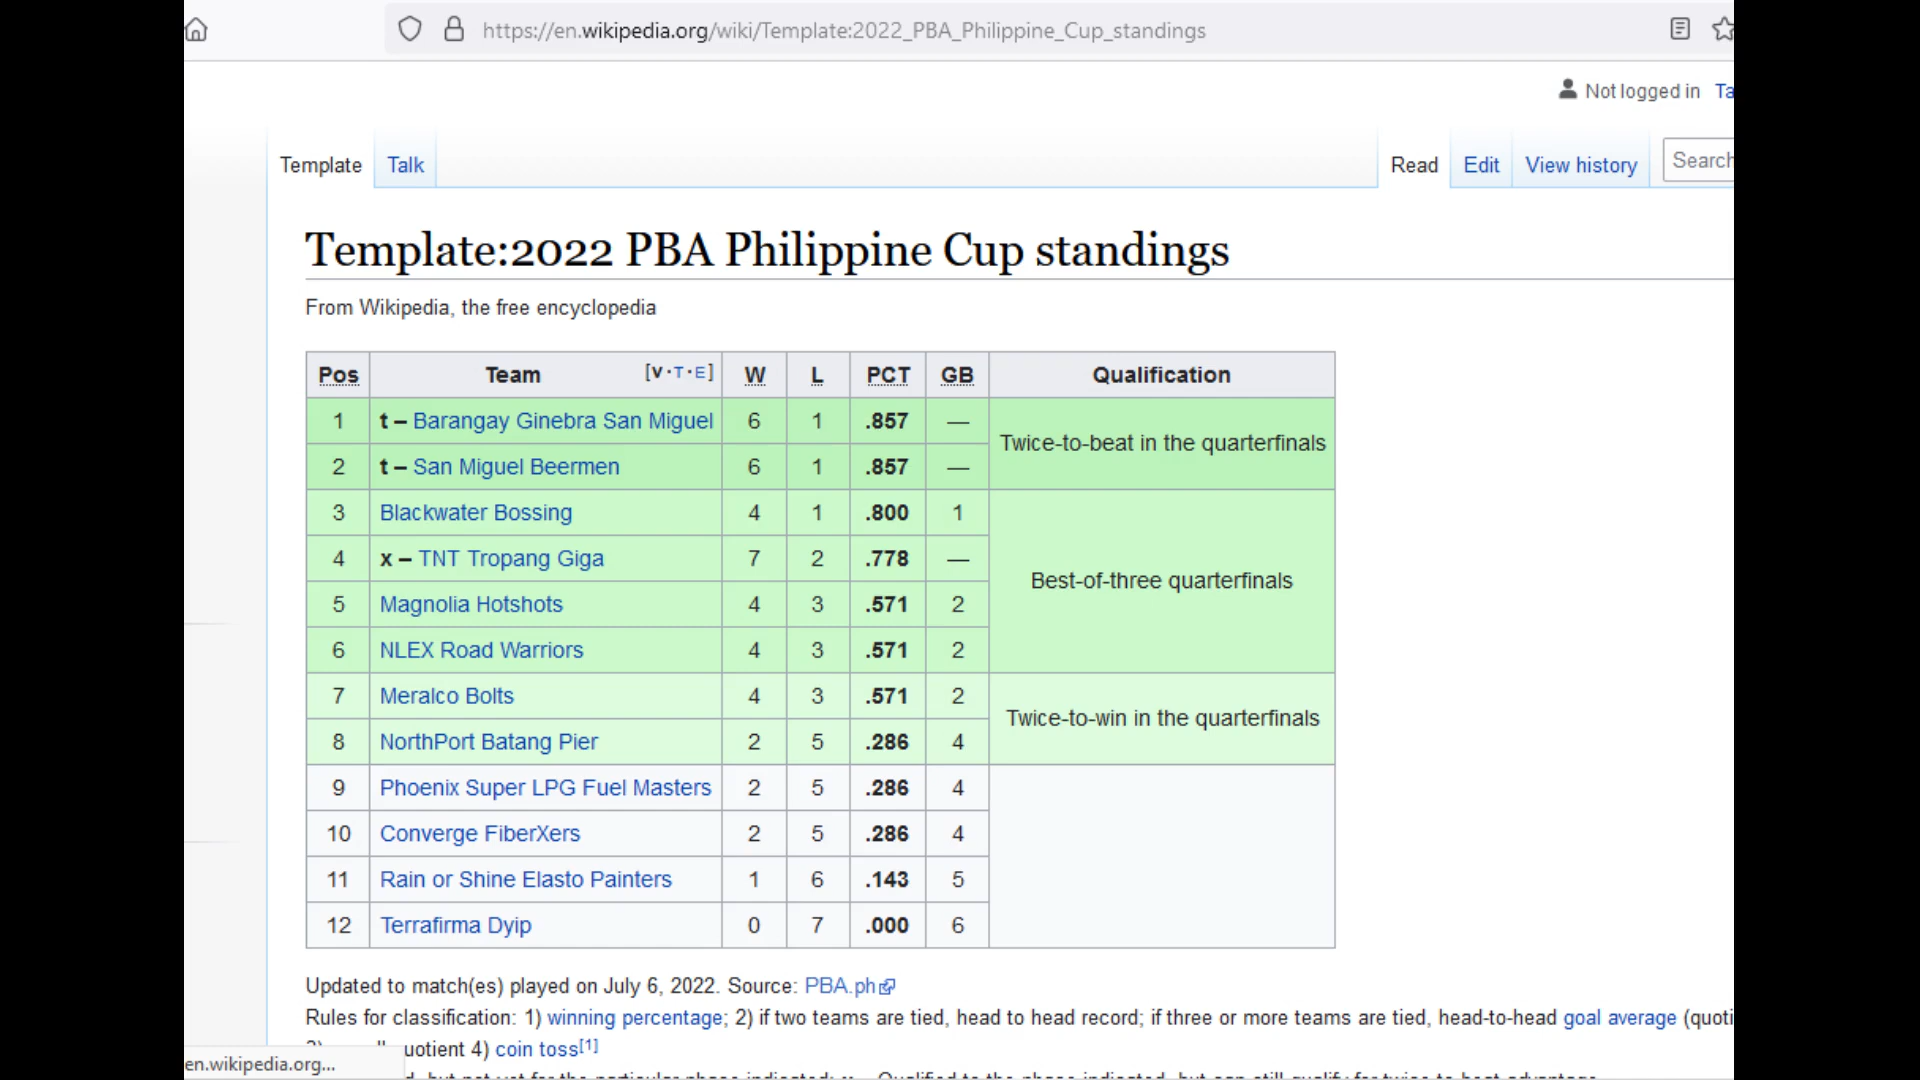 https://en.wikipedia.org/wiki/Template:2022_PBA_Philippine_Cup_standings
Not logged in Ta
Template Talk Read Edit View history Search
Template:2022 PBA Philippine Cup standings
From Wikipedia, the free encyclopedia
Pos Team [V·T·E] W L PCT GB Qualification
1 t – Barangay Ginebra San Miguel 6 1 .857 — Twice-to-beat in the quarterfinals
2 t – San Miguel Beermen 6 1 .857 —
3 Blackwater Bossing 4 1 .800 1 Best-of-three quarterfinals
4 x – TNT Tropang Giga 7 2 .778 —
5 Magnolia Hotshots 4 3 .571 2
6 NLEX Road Warriors 4 3 .571 2
7 Meralco Bolts 4 3 .571 2 Twice-to-win in the quarterfinals
8 NorthPort Batang Pier 2 5 .286 4
9 Phoenix Super LPG Fuel Masters 2 5 .286 4
10 Converge FiberXers 2 5 .286 4
11 Rain or Shine Elasto Painters 1 6 .143 5
12 Terrafirma Dyip 0 7 .000 6
Updated to match(es) played on July 6, 2022. Source: PBA.ph
Rules for classification: 1) winning percentage; 2) if two teams are tied, head to head record; if three or more teams are tied, head-to-head goal average (quoti
uotient 4) coin toss[1]
en.wikipedia.org...